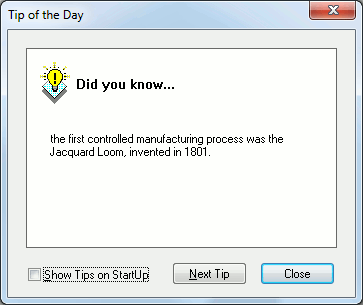 Tip of the Day
Did you know...
the first controlled manufacturing process was the
Jacquard Loom, invented in 1801.
Show Tips on StartUp
Next Tip
Close